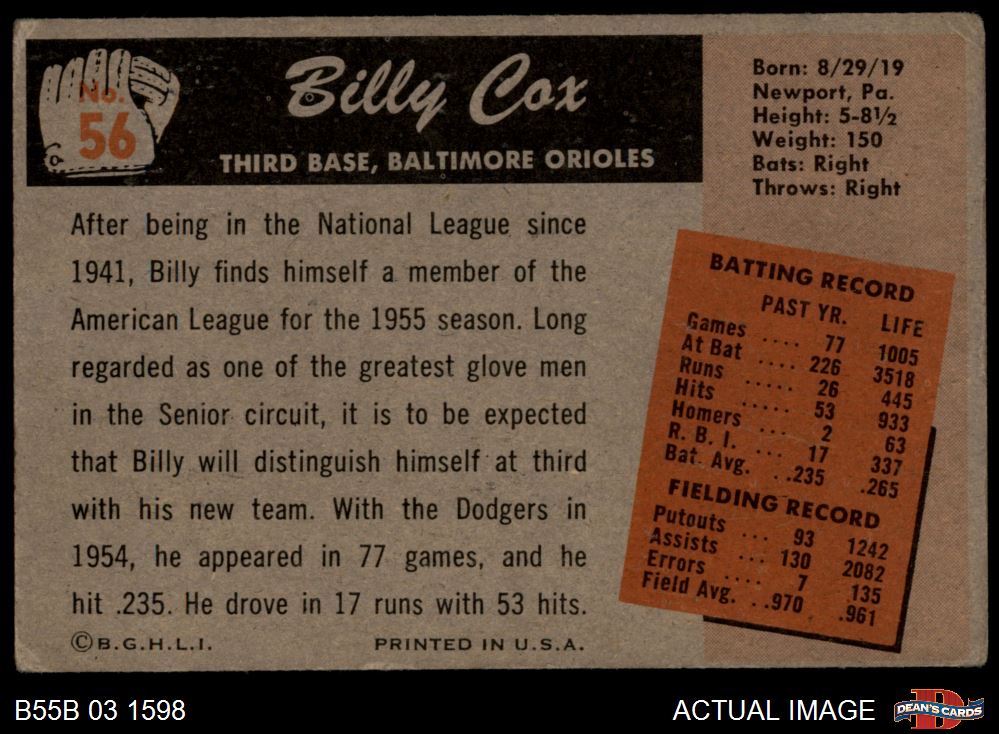 No.
56
Billy Cox
THIRD BASE, BALTIMORE ORIOLES
Born: 8/29/19
Newport, Pa.
Height: 5-8½
Weight: 150
Bats: Right
Throws: Right
After being in the National League since
1941, Billy finds himself a member of the
American League for the 1955 season. Long
regarded as one of the greatest glove men
in the Senior circuit, it is to be expected
that Billy will distinguish himself at third
with his new team. With the Dodgers in
1954, he appeared in 77 games, and he
hit .235. He drove in 17 runs with 53 hits.
BATTING RECORD
PAST YR. LIFE
Games .... 77 1005
At Bat .... 226 3518
Runs ..... 26 445
Hits ..... 53 933
Homers ... 2 63
R. B. I. .. 17 337
Bat. Avg. ..235 .265
FIELDING RECORD
Putouts ... 93 1242
Assists ... 130 2082
Errors .... 7 135
Field Avg. ..970 .961
©B.G.H.L.I. PRINTED IN U.S.A.
B55B 03 1598 ACTUAL IMAGE DEAN'S CARDS